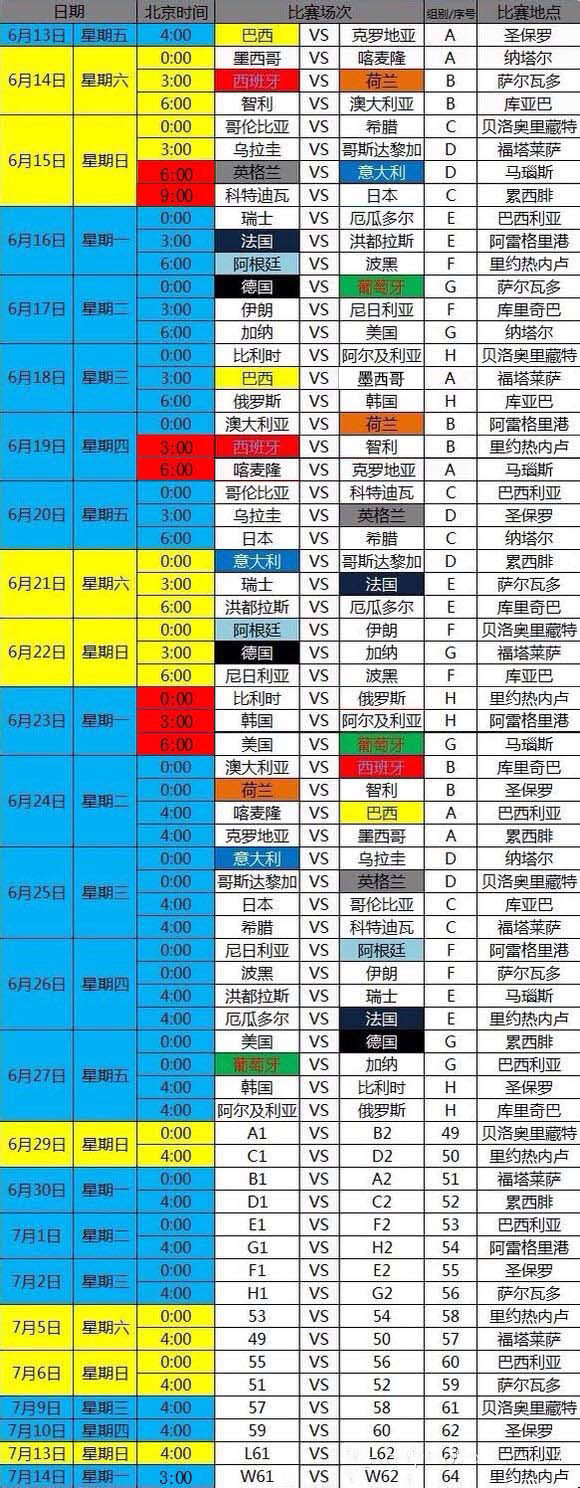 日期 北京时间 比赛场次 组别/序号 比赛地点
6月13日 星期五 4:00 巴西 VS 克罗地亚 A 圣保罗
6月14日 星期六 0:00 墨西哥 VS 喀麦隆 A 纳塔尔
3:00 西班牙 VS 荷兰 B 萨尔瓦多
6:00 智利 VS 澳大利亚 B 库亚巴
6月15日 星期日 0:00 哥伦比亚 VS 希腊 C 贝洛奥里藏特
3:00 乌拉圭 VS 哥斯达黎加 D 福塔莱萨
6:00 英格兰 VS 意大利 D 马瑙斯
9:00 科特迪瓦 VS 日本 C 累西腓
6月16日 星期一 0:00 瑞士 VS 厄瓜多尔 E 巴西利亚
3:00 法国 VS 洪都拉斯 E 阿雷格里港
6:00 阿根廷 VS 波黑 F 里约热内卢
6月17日 星期二 0:00 德国 VS 葡萄牙 G 萨尔瓦多
3:00 伊朗 VS 尼日利亚 F 库里奇巴
6:00 加纳 VS 美国 G 纳塔尔
6月18日 星期三 0:00 比利时 VS 阿尔及利亚 H 贝洛奥里藏特
3:00 巴西 VS 墨西哥 A 福塔莱萨
6:00 俄罗斯 VS 韩国 H 库亚巴
6月19日 星期四 0:00 澳大利亚 VS 荷兰 B 阿雷格里港
3:00 西班牙 VS 智利 B 里约热内卢
6:00 喀麦隆 VS 克罗地亚 A 马瑙斯
6月20日 星期五 0:00 哥伦比亚 VS 科特迪瓦 C 巴西利亚
3:00 乌拉圭 VS 英格兰 D 圣保罗
6:00 日本 VS 希腊 C 纳塔尔
6月21日 星期六 0:00 意大利 VS 哥斯达黎加 D 累西腓
3:00 瑞士 VS 法国 E 萨尔瓦多
6:00 洪都拉斯 VS 厄瓜多尔 E 库里奇巴
6月22日 星期日 0:00 阿根廷 VS 伊朗 F 贝洛奥里藏特
3:00 德国 VS 加纳 G 福塔莱萨
6:00 尼日利亚 VS 波黑 F 库亚巴
6月23日 星期一 0:00 比利时 VS 俄罗斯 H 里约热内卢
3:00 韩国 VS 阿尔及利亚 H 阿雷格里港
6:00 美国 VS 葡萄牙 G 马瑙斯
6月24日 星期二 0:00 澳大利亚 VS 西班牙 B 库里奇巴
0:00 荷兰 VS 智利 B 圣保罗
4:00 喀麦隆 VS 巴西 A 巴西利亚
4:00 克罗地亚 VS 墨西哥 A 累西腓
6月25日 星期三 0:00 意大利 VS 乌拉圭 D 纳塔尔
0:00 哥斯达黎加 VS 英格兰 D 贝洛奥里藏特
4:00 日本 VS 哥伦比亚 C 库亚巴
4:00 希腊 VS 科特迪瓦 C 福塔莱萨
6月26日 星期四 0:00 尼日利亚 VS 阿根廷 F 阿雷格里港
0:00 波黑 VS 伊朗 F 萨尔瓦多
4:00 洪都拉斯 VS 瑞士 E 马瑙斯
4:00 厄瓜多尔 VS 法国 E 里约热内卢
6月27日 星期五 0:00 美国 VS 德国 G 累西腓
0:00 葡萄牙 VS 加纳 G 巴西利亚
4:00 韩国 VS 比利时 H 圣保罗
4:00 阿尔及利亚 VS 俄罗斯 H 库里奇巴
6月29日 星期日 0:00 A1 VS B2 49 贝洛奥里藏特
4:00 C1 VS D2 50 里约热内卢
6月30日 星期一 0:00 B1 VS A2 51 福塔莱萨
4:00 D1 VS C2 52 累西腓
7月1日 星期二 0:00 E1 VS F2 53 巴西利亚
4:00 G1 VS H2 54 阿雷格里港
7月2日 星期三 0:00 F1 VS E2 55 圣保罗
4:00 H1 VS G2 56 萨尔瓦多
7月5日 星期六 0:00 53 VS 54 58 里约热内卢
4:00 49 VS 50 57 福塔莱萨
7月6日 星期日 0:00 55 VS 56 60 巴西利亚
4:00 51 VS 52 59 萨尔瓦多
7月9日 星期三 4:00 57 VS 58 61 贝洛奥里藏特
7月10日 星期四 4:00 59 VS 60 62 圣保罗
7月13日 星期日 4:00 L61 VS L62 63 巴西利亚
7月14日 星期一 3:00 W61 VS W62 64 里约热内卢